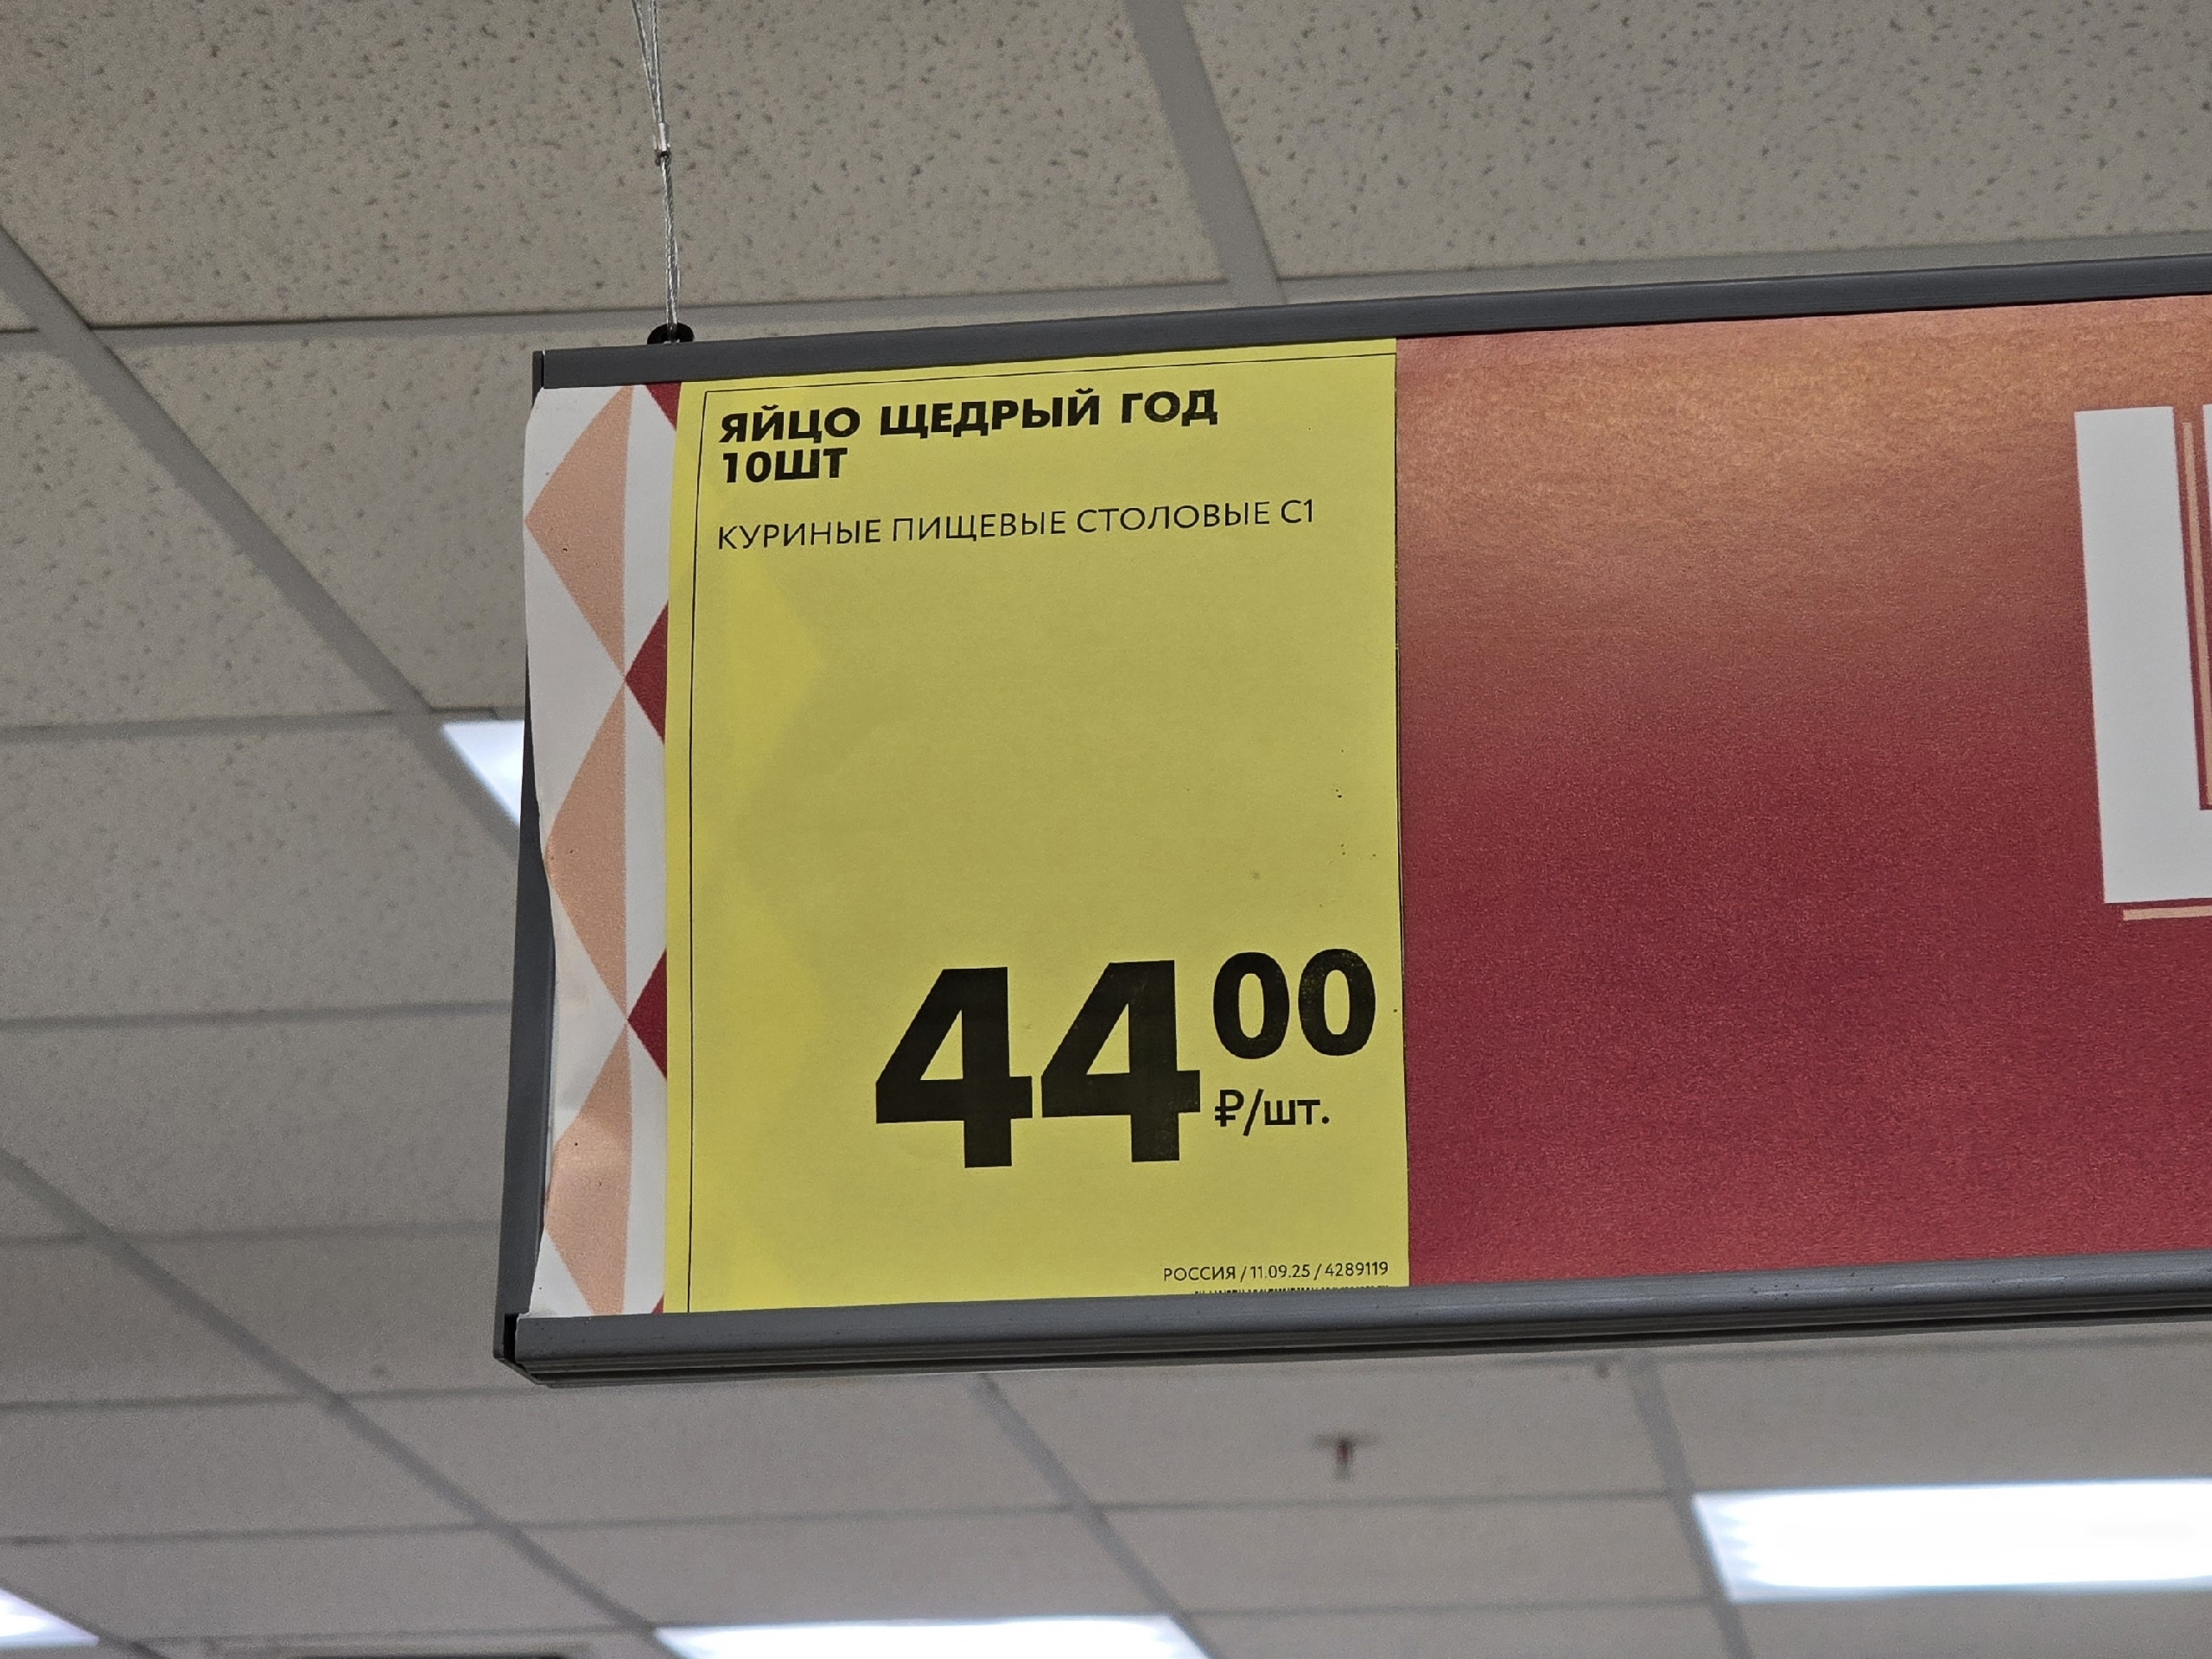 ЯЙЦО ЩЕДРЫЙ ГОД
10ШТ
КУРИНЫЕ ПИЩЕВЫЕ СТОЛОВЫЕ С1
44 00
₽/шт.
РОССИЯ / 11.09.25 / 4289119